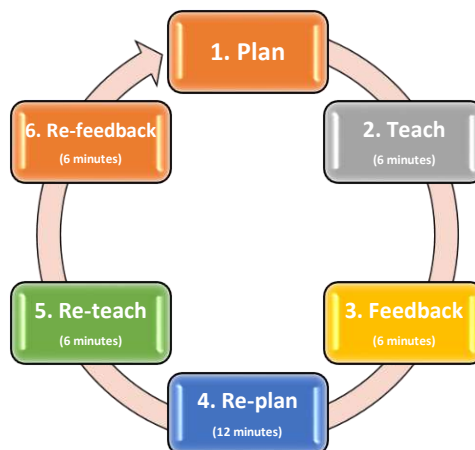 1. Plan
2. Teach
(6 minutes)
3. Feedback
(6 minutes)
4. Re-plan
(12 minutes)
5. Re-teach
(6 minutes)
6. Re-feedback
(6 minutes)